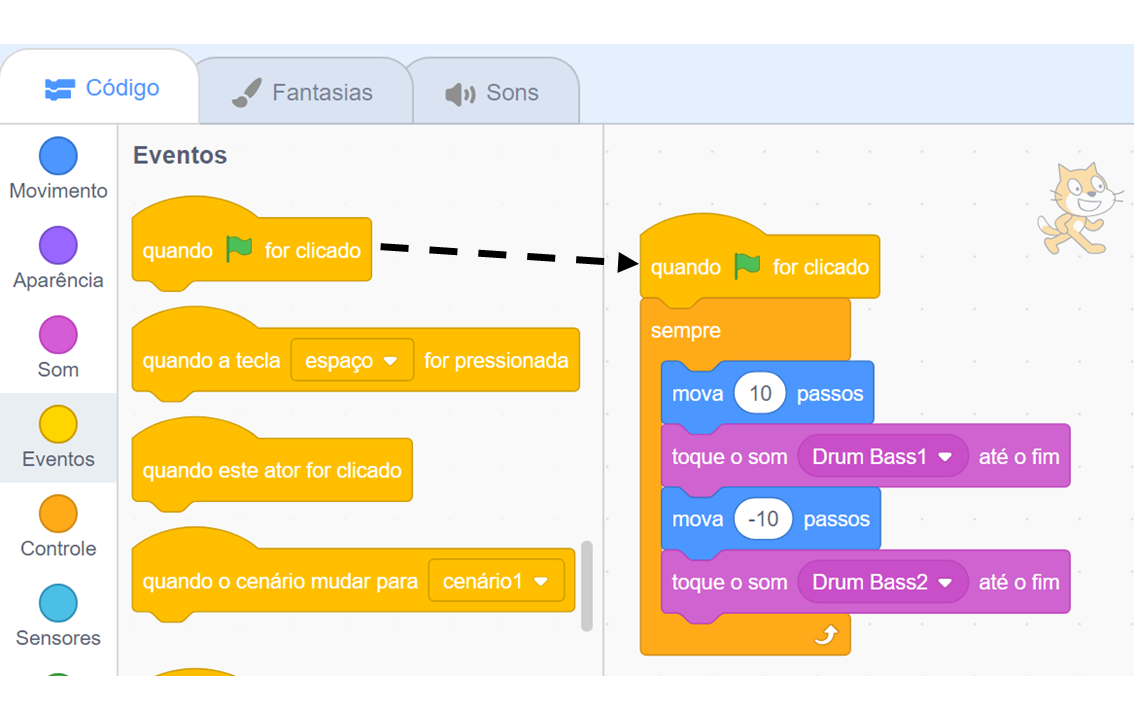 Código
Fantasias
Sons
Movimento
Aparência
Som
Eventos
Controle
Sensores
Eventos
quando for clicado
quando a tecla espaço for pressionada
quando este ator for clicado
quando o cenário mudar para cenário1
quando for clicado
sempre
mova 10 passos
toque o som Drum Bass1 até o fim
mova -10 passos
toque o som Drum Bass2 até o fim